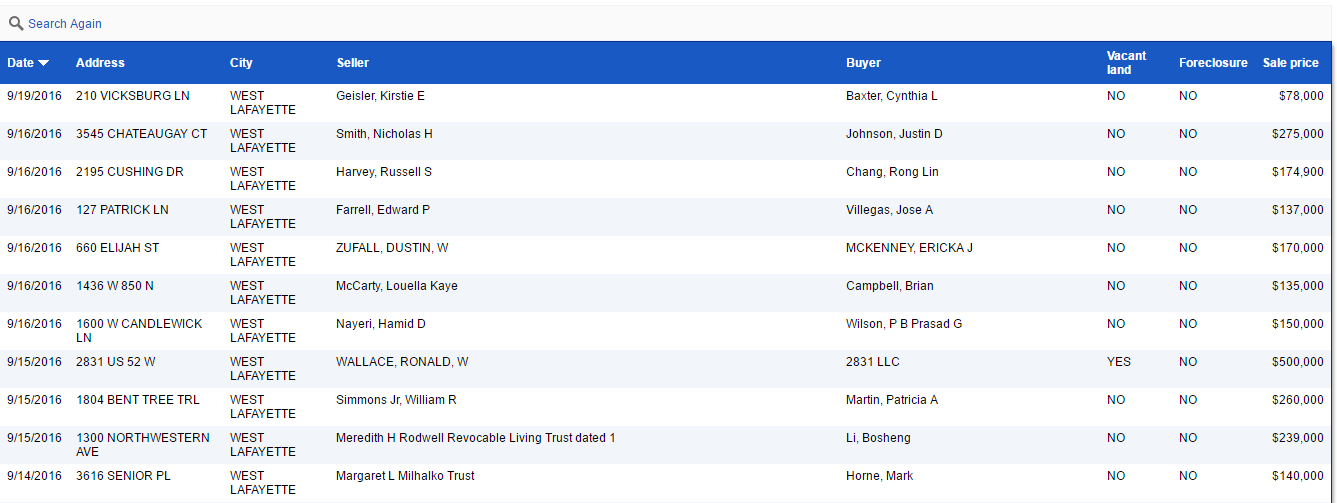 Search Again
Date Address City Seller Buyer Vacant land Foreclosure Sale price
9/19/2016 210 VICKSBURG LN WEST LAFAYETTE Geisler, Kirstie E Baxter, Cynthia L NO NO $78,000
9/16/2016 3545 CHATEAUGAY CT WEST LAFAYETTE Smith, Nicholas H Johnson, Justin D NO NO $275,000
9/16/2016 2195 CUSHING DR WEST LAFAYETTE Harvey, Russell S Chang, Rong Lin NO NO $174,900
9/16/2016 127 PATRICK LN WEST LAFAYETTE Farrell, Edward P Villegas, Jose A NO NO $137,000
9/16/2016 660 ELIJAH ST WEST LAFAYETTE ZUFALL, DUSTIN, W MCKENNEY, ERICKA J NO NO $170,000
9/16/2016 1436 W 850 N WEST LAFAYETTE McCarty, Louella Kaye Campbell, Brian NO NO $135,000
9/16/2016 1600 W CANDLEWICK LN WEST LAFAYETTE Nayeri, Hamid D Wilson, P B Prasad G NO NO $150,000
9/15/2016 2831 US 52 W WEST LAFAYETTE WALLACE, RONALD, W 2831 LLC YES NO $500,000
9/15/2016 1804 BENT TREE TRL WEST LAFAYETTE Simmons Jr, William R Martin, Patricia A NO NO $260,000
9/15/2016 1300 NORTHWESTERN AVE WEST LAFAYETTE Meredith H Rodwell Revocable Living Trust dated 1 Li, Bosheng NO NO $239,000
9/14/2016 3616 SENIOR PL WEST LAFAYETTE Margaret L Milhalko Trust Horne, Mark NO NO $140,000